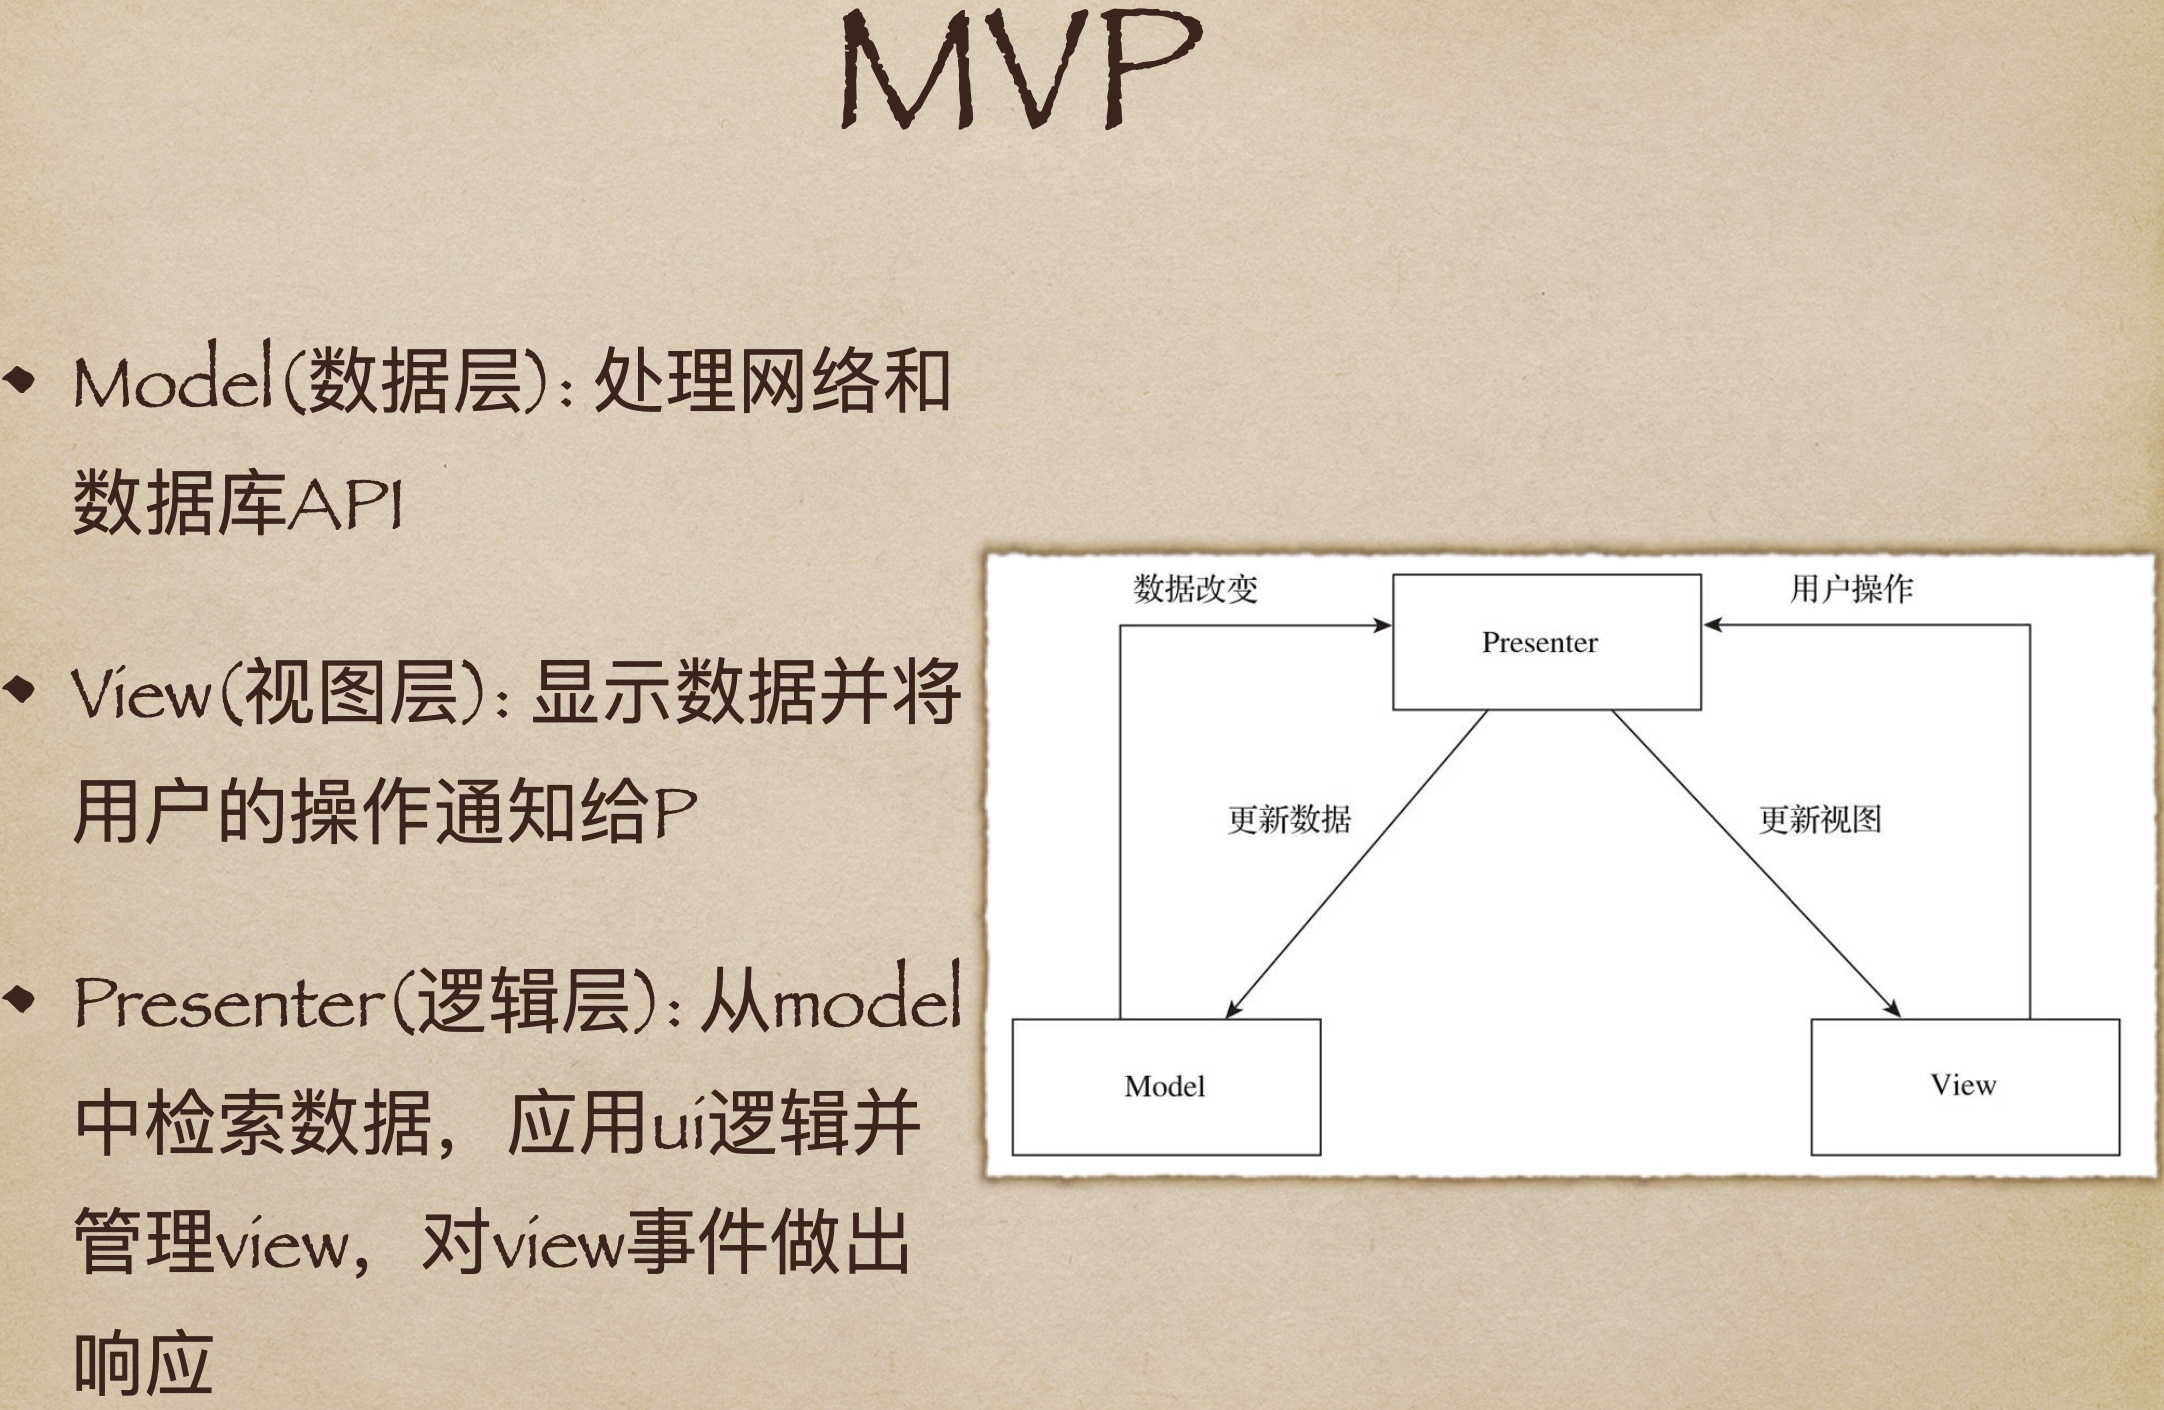 MVP
Model(数据层): 处理网络和
数据库API
View(视图层): 显示数据并将
用户的操作通知给P
Presenter(逻辑层): 从model
中检索数据，应用ui逻辑并
管理view，对view事件做出
响应
数据改变
用户操作
Presenter
更新数据
更新视图
Model
View